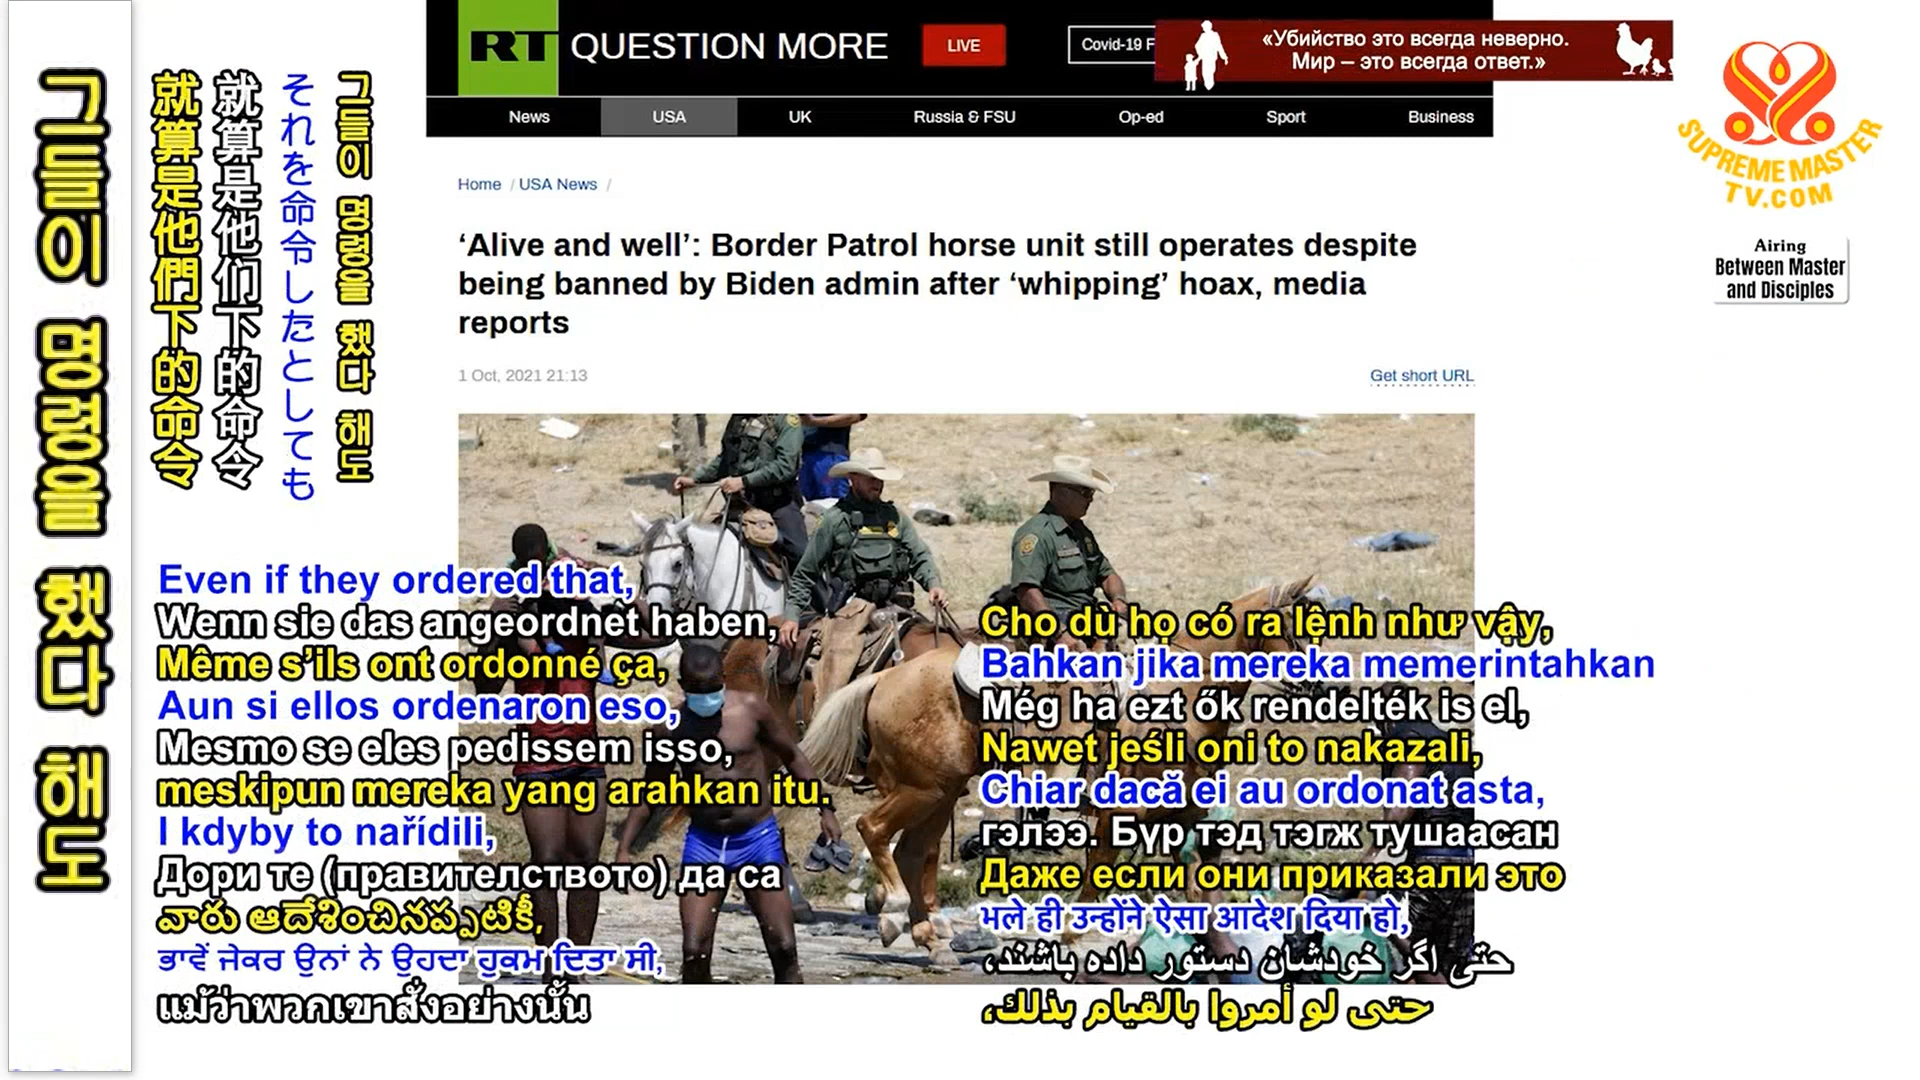 그들이 명령을 했다 해도
就算是他們下的命令
就算是他们下的命令
それを命令したとしても
그들이 명령을 했다 해도
RT QUESTION MORE
LIVE
Covid-19 F
«Убийство это всегда неверно.
Мир – это всегда ответ.»
SUPREME MASTER
TV.COM
Airing
Between Master
and Disciples
News USA UK Russia & FSU Op-ed Sport Business
Home / USA News /
‘Alive and well’: Border Patrol horse unit still operates despite
being banned by Biden admin after ‘whipping’ hoax, media
reports
1 Oct, 2021 21:13
Get short URL
Even if they ordered that,
Wenn sie das angeordnet haben,
Même s’ils ont ordonné ça,
Aun si ellos ordenaron eso,
Mesmo se eles pedissem isso,
meskipun mereka yang arahkan itu.
I kdyby to nařídili,
Дори те (правителството) да са
వారు ఆదేశించినప్పటికీ,
ਭਾਵੇਂ ਜੇਕਰ ਉਨਾਂ ਨੇ ਉਹਦਾ ਹੁਕਮ ਦਿਤਾ ਸੀ,
แม้ว่าพวกเขาสั่งอย่างนั้น
Cho dù họ có ra lệnh như vậy,
Bahkan jika mereka memerintahkan
Még ha ezt ők rendelték is el,
Nawet jeśli oni to nakazali,
Chiar dacă ei au ordonat asta,
гэлээ. Бүр тэд тэгж тушаасан
Даже если они приказали это
भले ही उन्होंने ऐसा आदेश दिया हो,
حتی اگر خودشان دستور داده باشند،
حتى لو أمروا بالقيام بذلك،